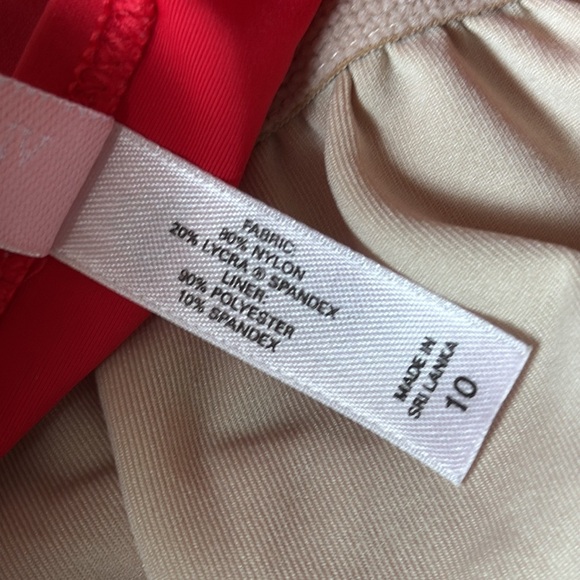 FABRIC:
80% NYLON
20% LYCRA ® SPANDEX
LINER:
90% POLYESTER
10% SPANDEX
MADE IN
SRI LANKA
10